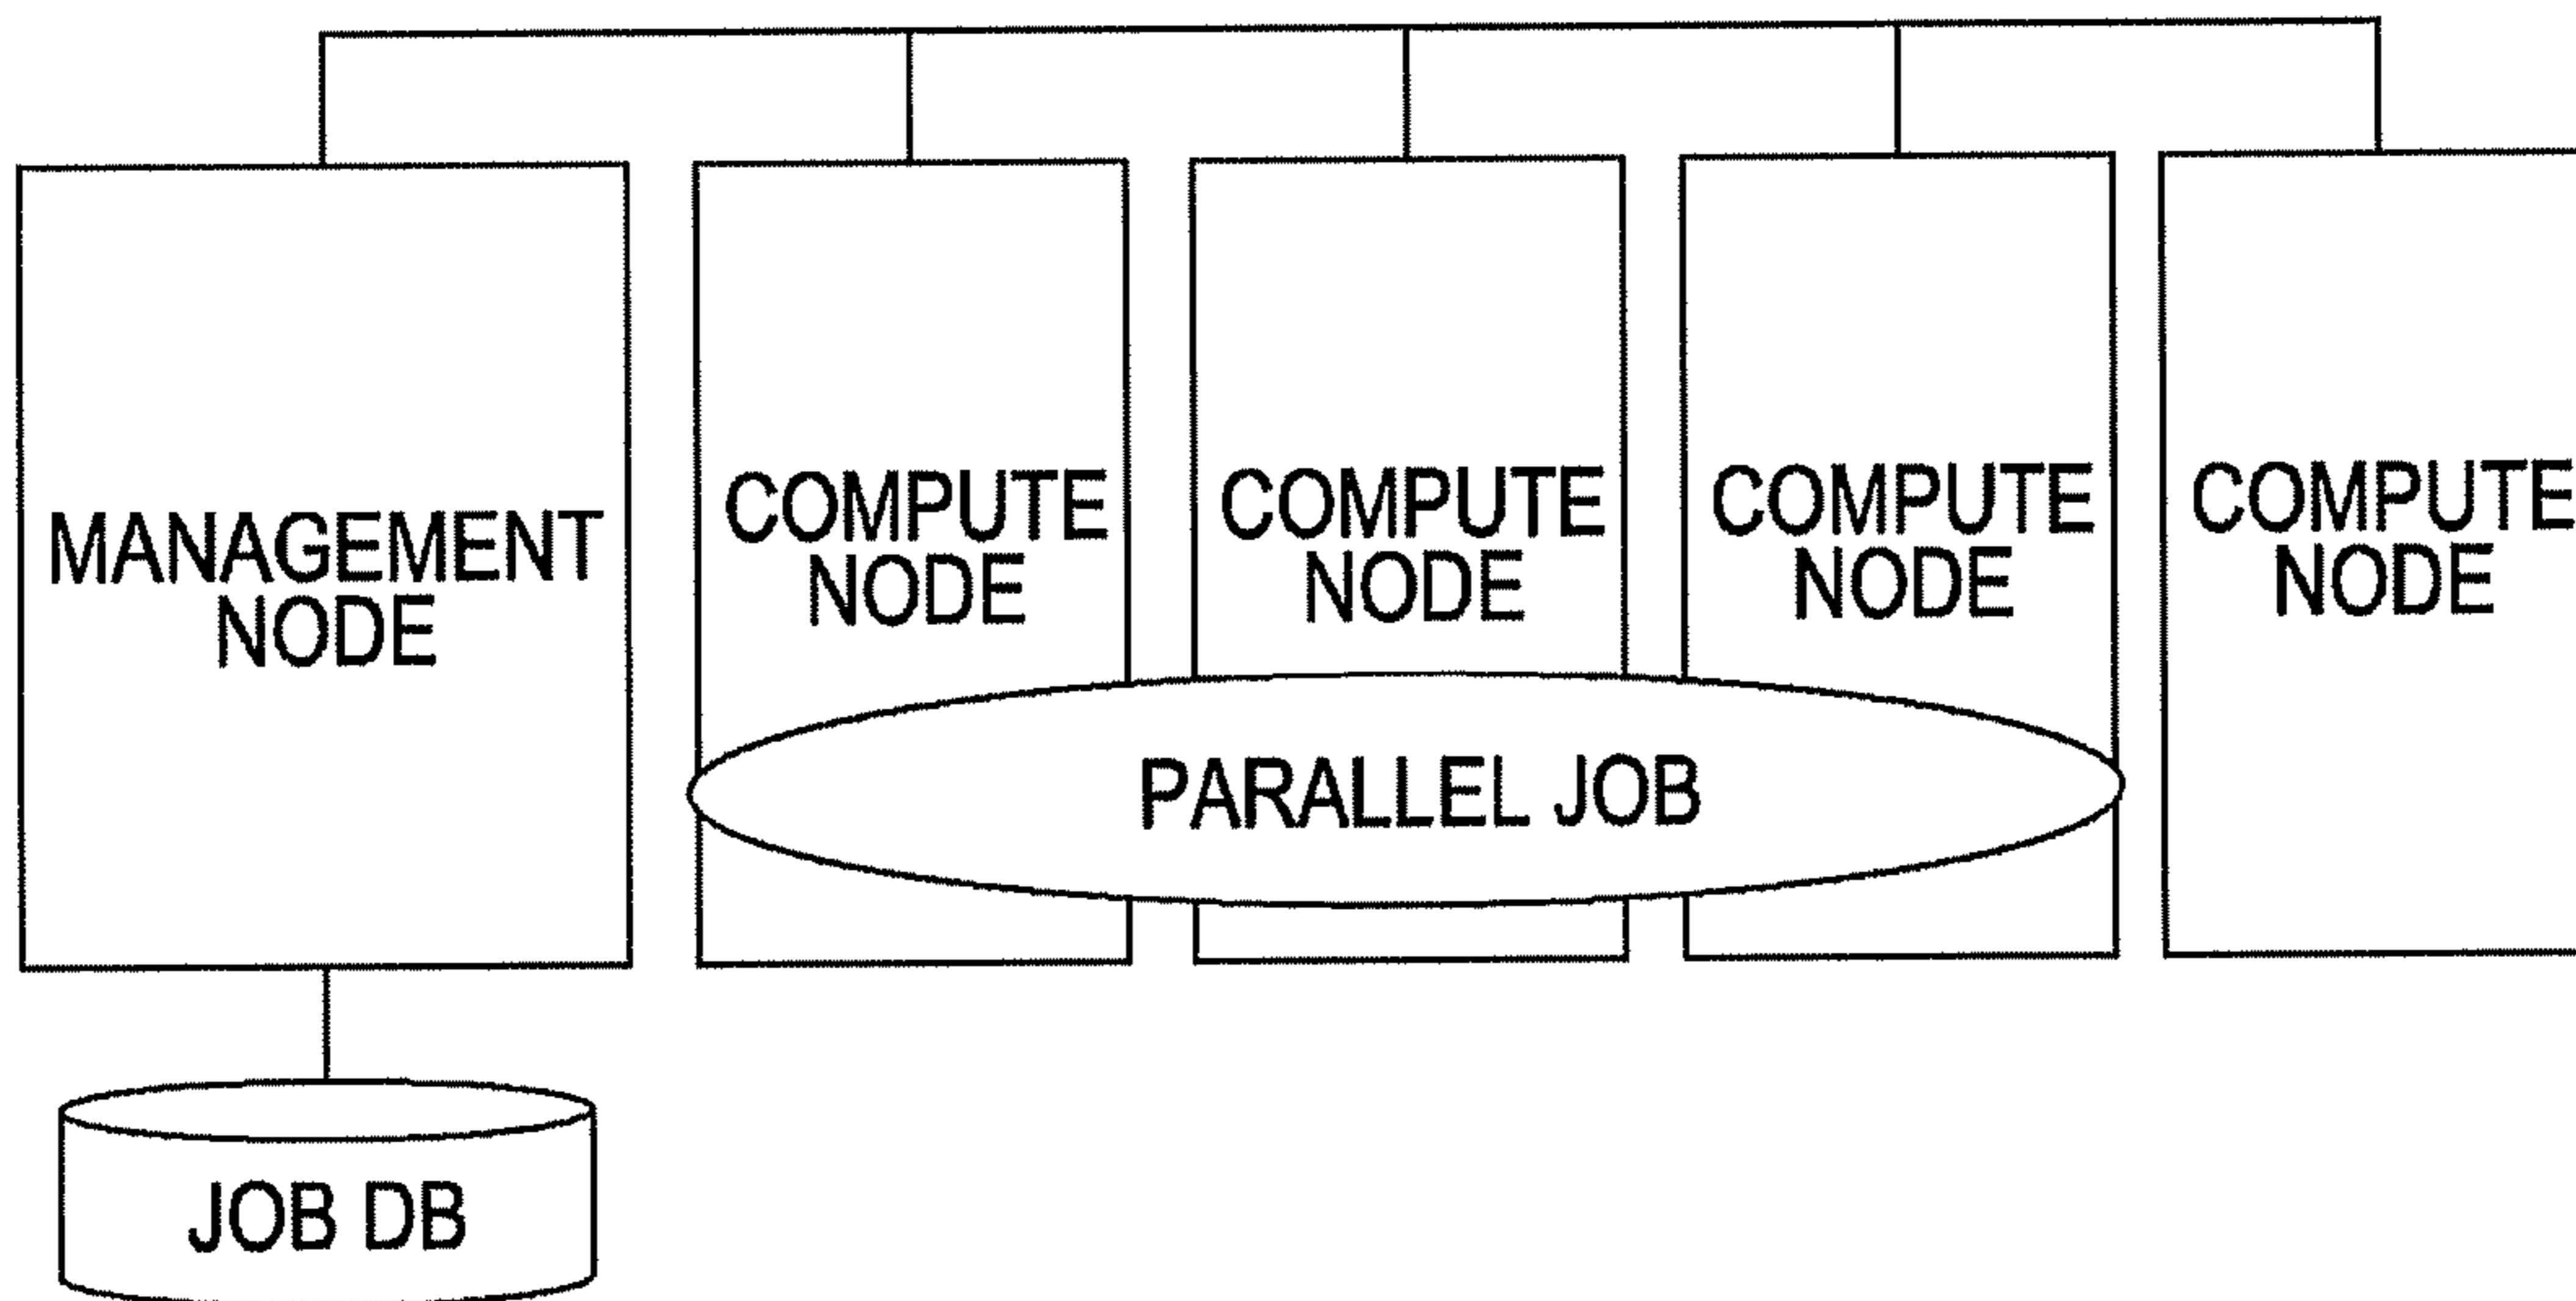 MANAGEMENT
NODE
COMPUTE
NODE
COMPUTE
NODE
COMPUTE
NODE
COMPUTE
NODE
PARALLEL JOB
JOB DB